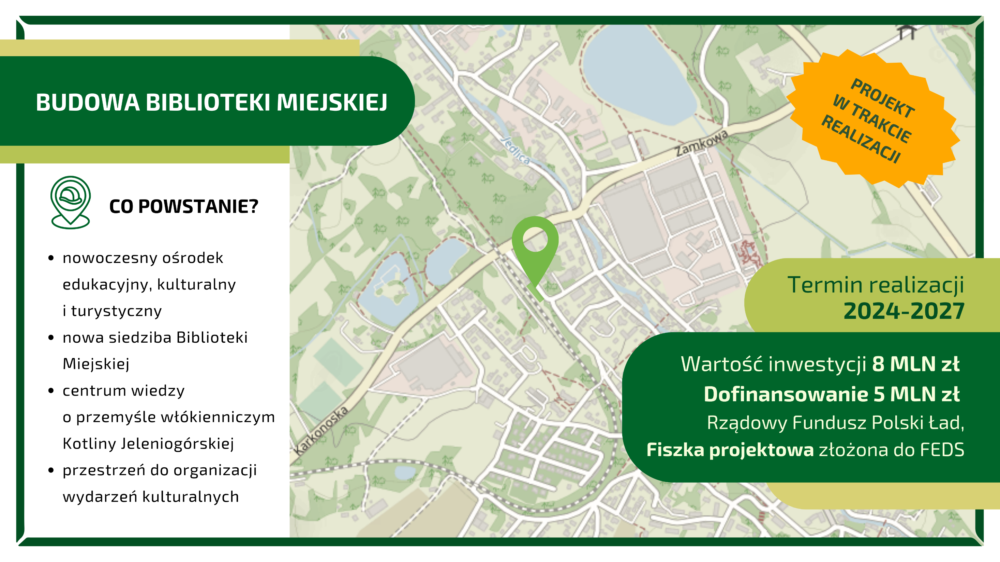 BUDOWA BIBLIOTEKI MIEJSKIEJ
CO POWSTANIE?
• nowoczesny ośrodek
edukacyjny, kulturalny
i turystyczny
• nowa siedziba Biblioteki
Miejskiej
• centrum wiedzy
o przemyśle włókienniczym
Kotliny Jeleniogórskiej
• przestrzeń do organizacji
wydarzeń kulturalnych
Jedlica
Zamkowa
Karkonoska
PROJEKT
W TRAKCIE
REALIZACJI
Termin realizacji
2024-2027
Wartość inwestycji 8 MLN zł
Dofinansowanie 5 MLN zł
Rządowy Fundusz Polski Ład,
Fiszka projektowa złożona do FEDS